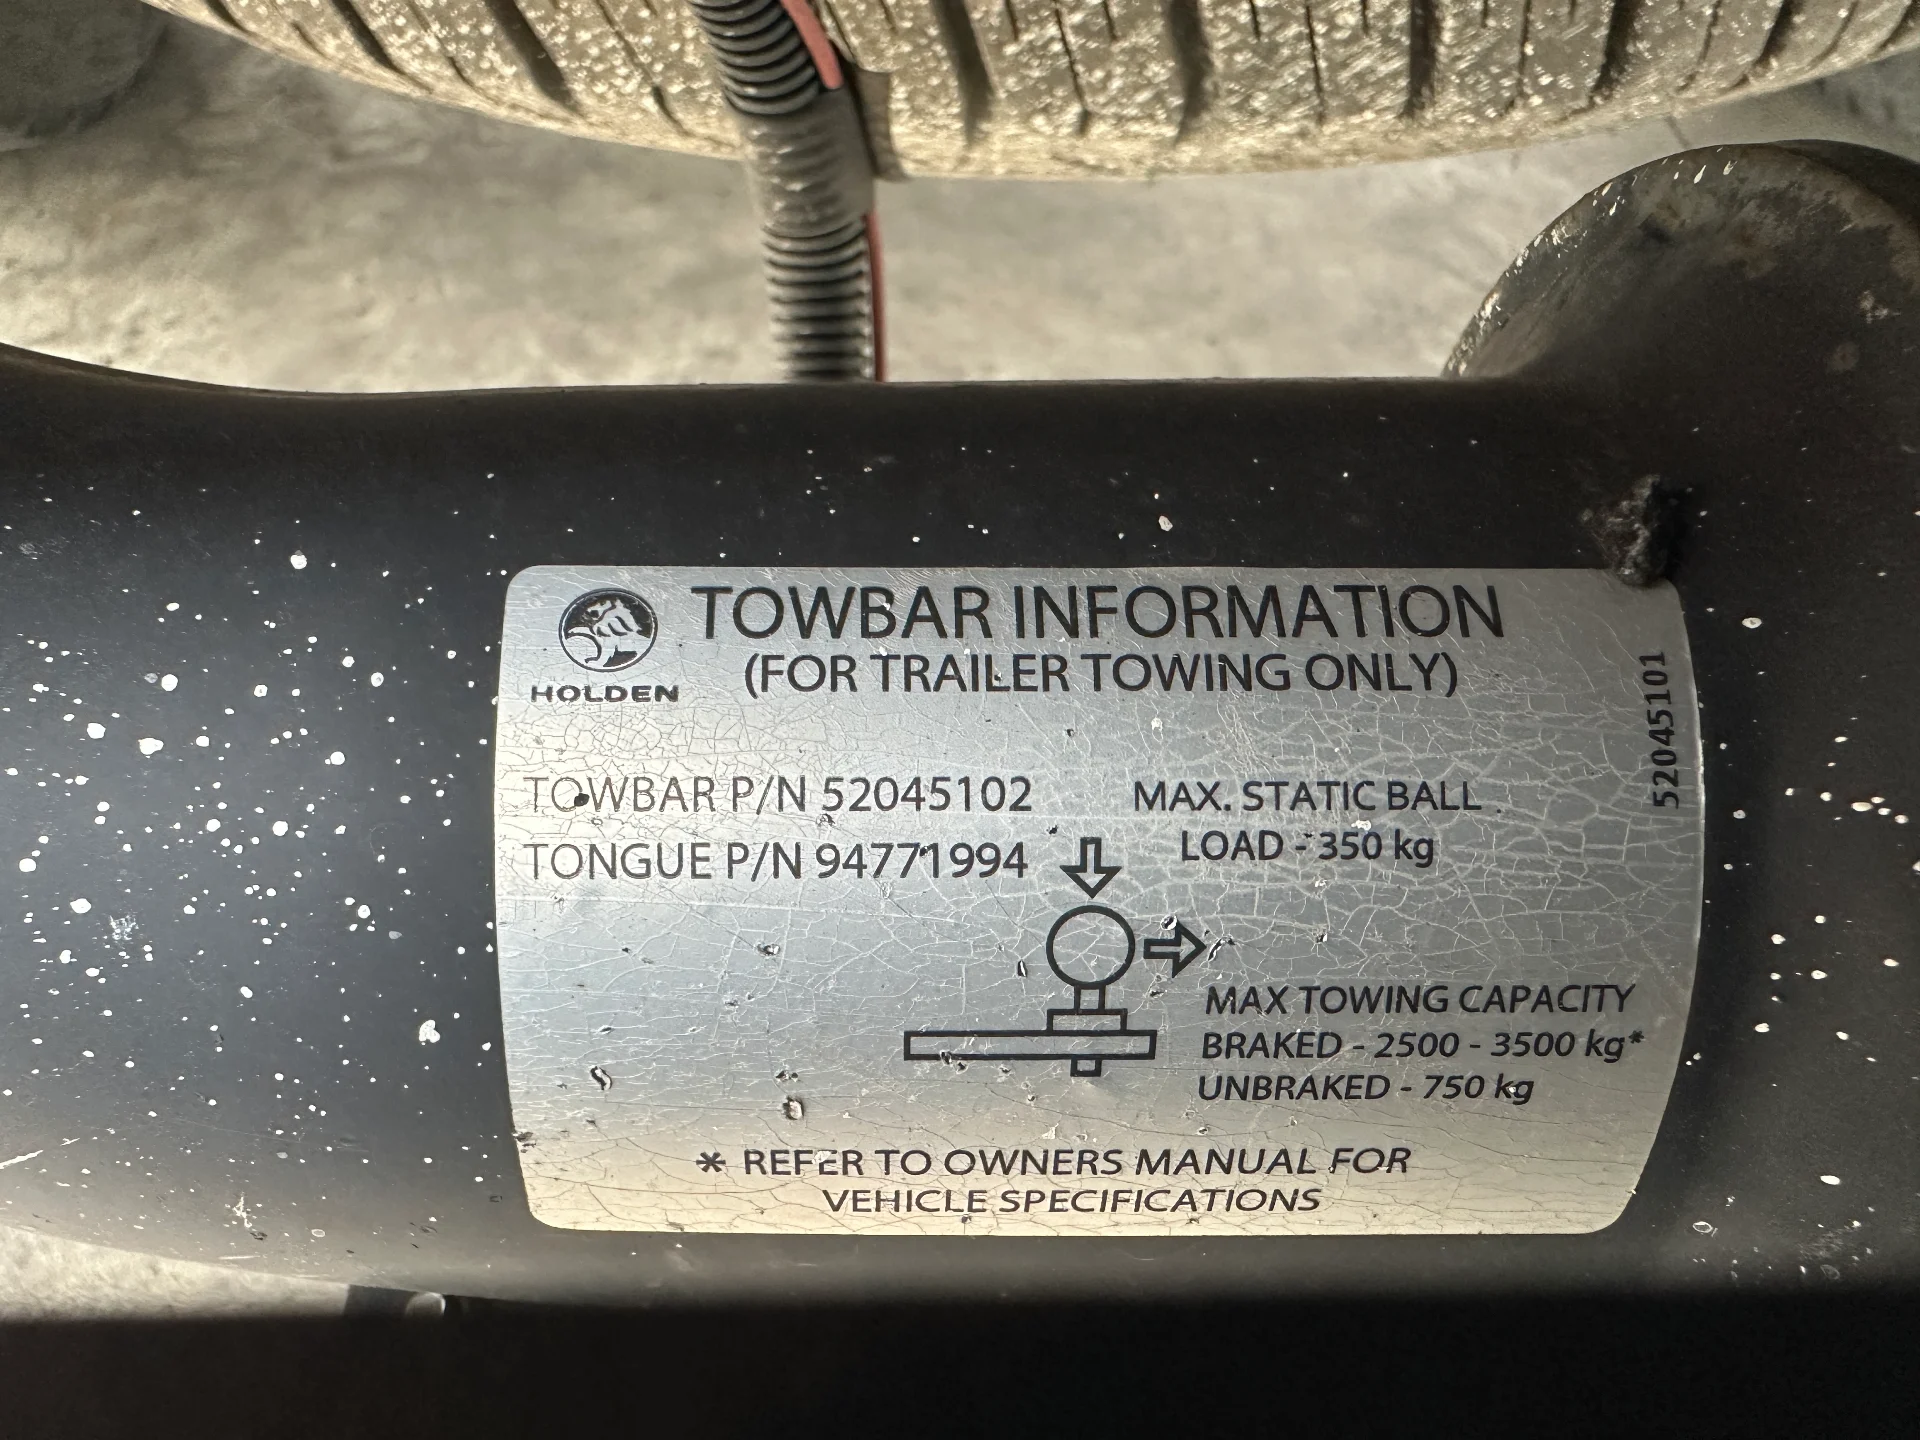 TOWBAR INFORMATION
(FOR TRAILER TOWING ONLY)
HOLDEN
52045101
TOWBAR P/N 52045102
TONGUE P/N 94771994
MAX. STATIC BALL
LOAD - 350 kg
MAX TOWING CAPACITY
BRAKED - 2500 - 3500 kg*
UNBRAKED - 750 kg
* REFER TO OWNERS MANUAL FOR
VEHICLE SPECIFICATIONS